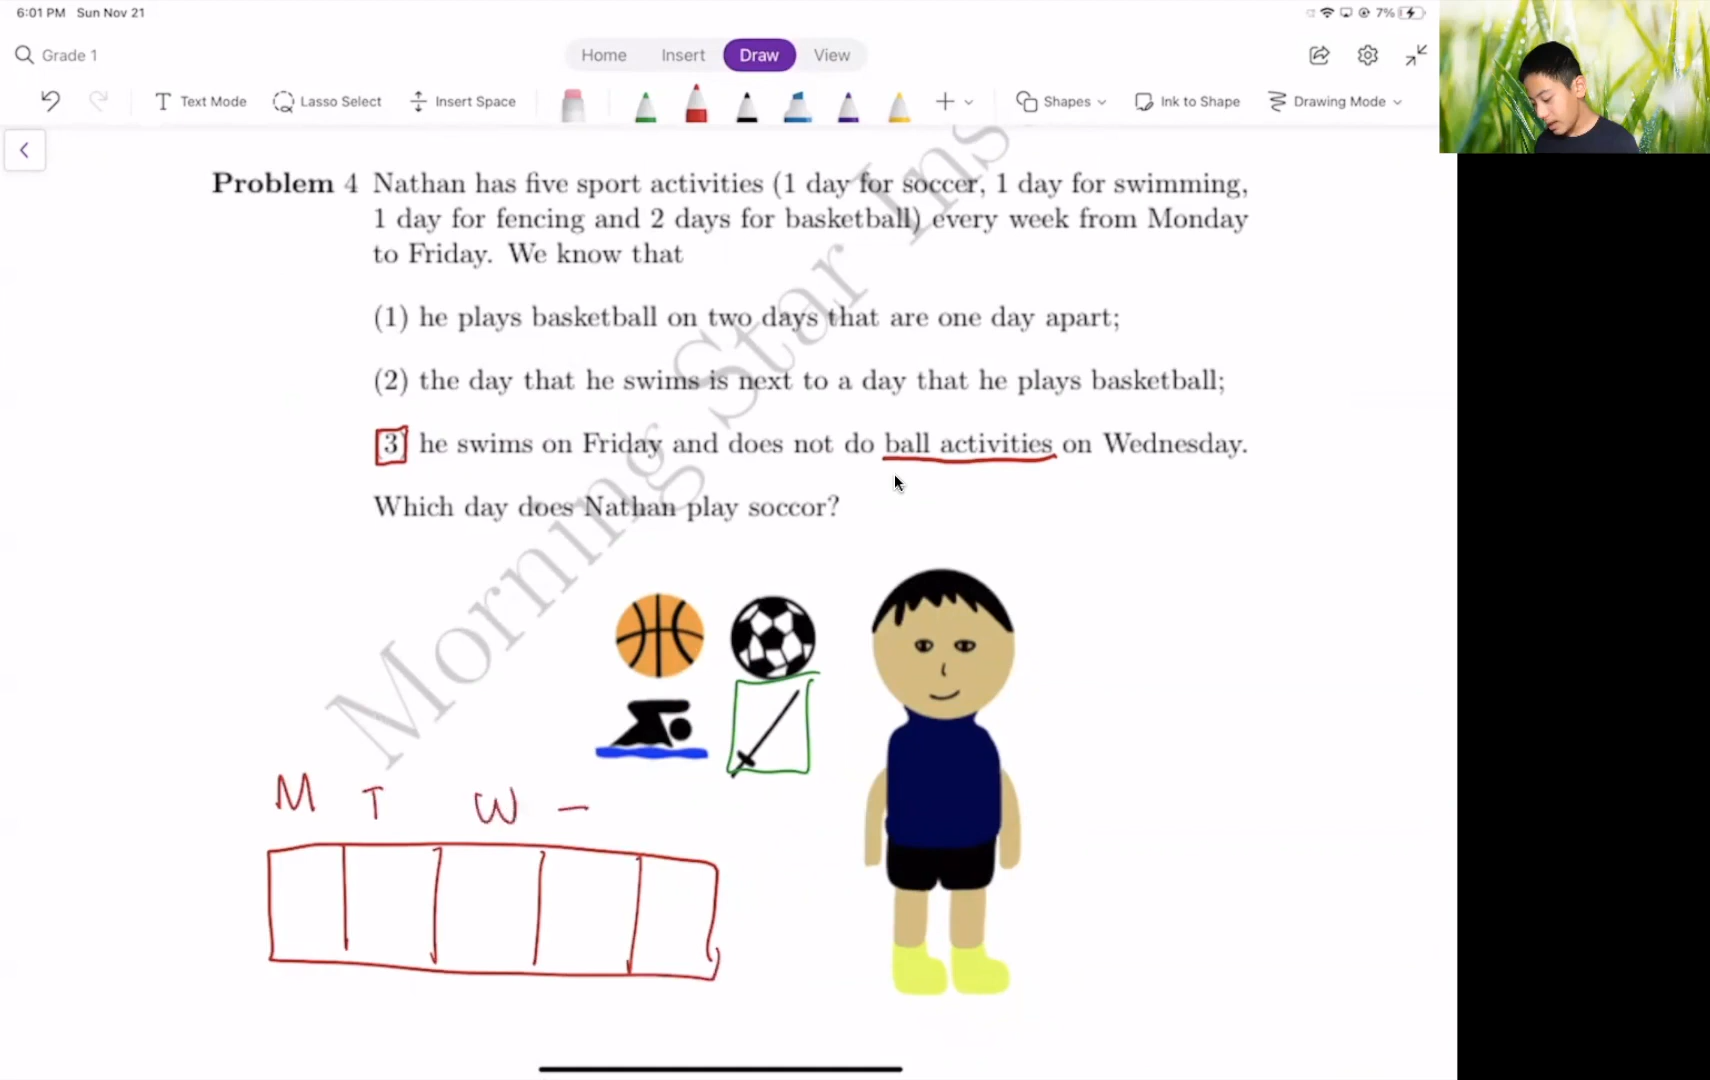 6:01 PM Sun Nov 21
7%
Grade 1
Home Insert Draw View
Text Mode Lasso Select Insert Space Shapes Ink to Shape Drawing Mode
Problem 4 Nathan has five sport activities (1 day for soccer, 1 day for swimming,
1 day for fencing and 2 days for basketball) every week from Monday
to Friday. We know that
(1) he plays basketball on two days that are one day apart;
(2) the day that he swims is next to a day that he plays basketball;
(3) he swims on Friday and does not do ball activities on Wednesday.
Which day does Nathan play soccor?
Morning Star Ins
M T W